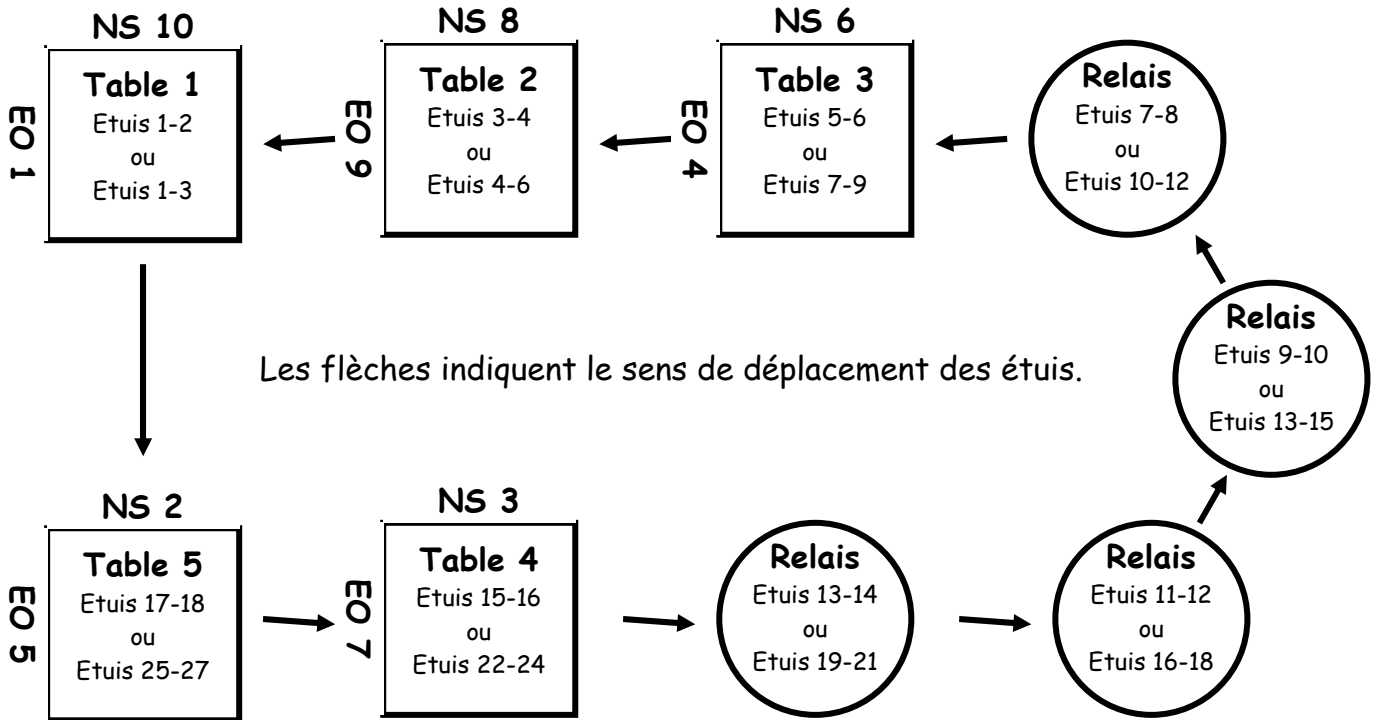 NS 10
EO 1
Table 1
Etuis 1-2
ou
Etuis 1-3
NS 8
EO 9
Table 2
Etuis 3-4
ou
Etuis 4-6
NS 6
EO 4
Table 3
Etuis 5-6
ou
Etuis 7-9
Relais
Etuis 7-8
ou
Etuis 10-12
Relais
Etuis 9-10
ou
Etuis 13-15
Les flèches indiquent le sens de déplacement des étuis.
NS 2
EO 5
Table 5
Etuis 17-18
ou
Etuis 25-27
NS 3
EO 7
Table 4
Etuis 15-16
ou
Etuis 22-24
Relais
Etuis 13-14
ou
Etuis 19-21
Relais
Etuis 11-12
ou
Etuis 16-18